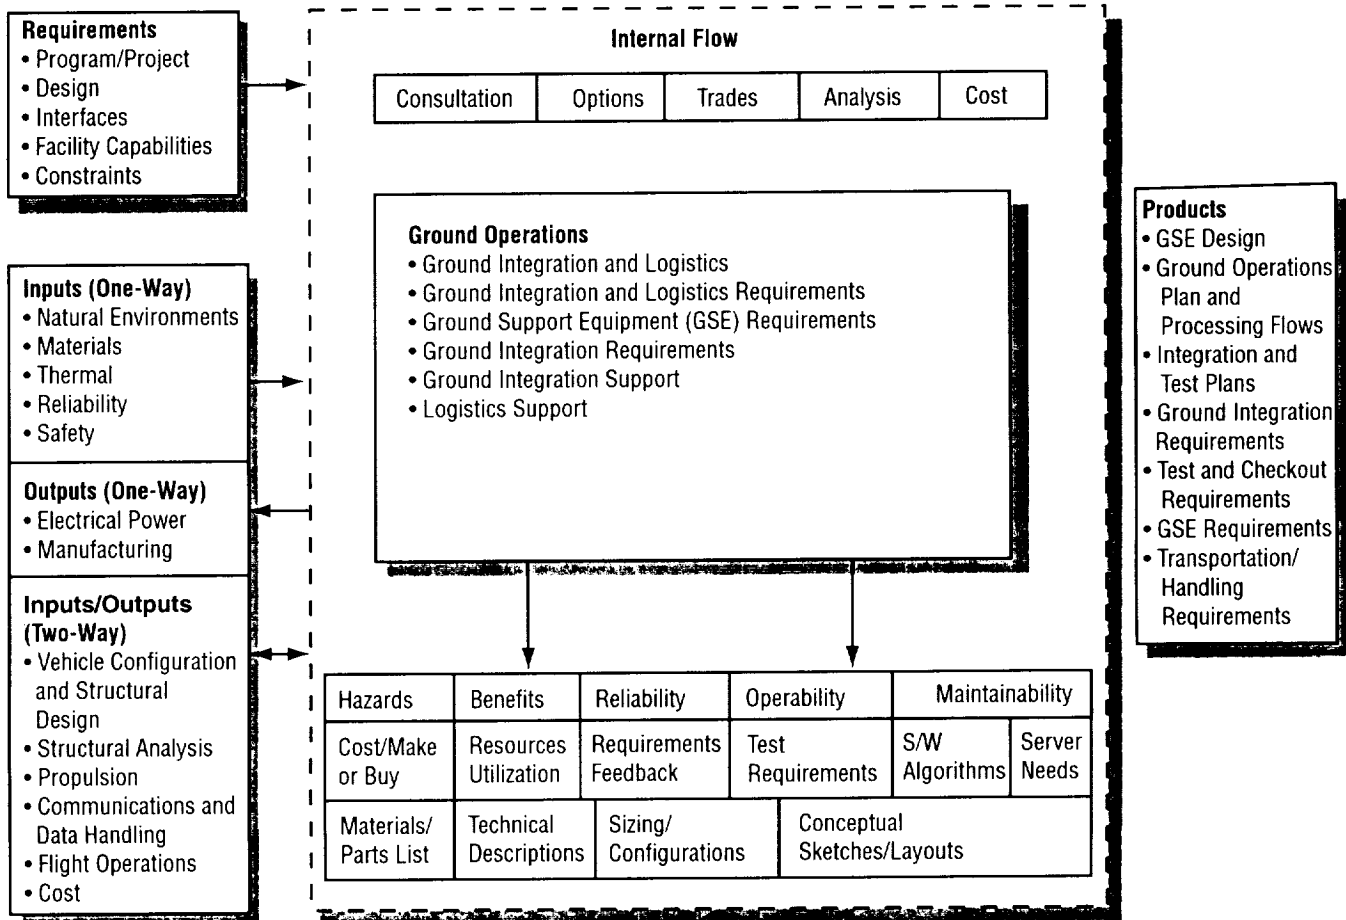 Requirements
• Program/Project
• Design
• Interfaces
• Facility Capabilities
• Constraints
Inputs (One-Way)
• Natural Environments
• Materials
• Thermal
• Reliability
• Safety
Outputs (One-Way)
• Electrical Power
• Manufacturing
Inputs/Outputs
(Two-Way)
• Vehicle Configuration
and Structural
Design
• Structural Analysis
• Propulsion
• Communications and
Data Handling
• Flight Operations
• Cost
Internal Flow
Consultation Options Trades Analysis Cost
Ground Operations
• Ground Integration and Logistics
• Ground Integration and Logistics Requirements
• Ground Support Equipment (GSE) Requirements
• Ground Integration Requirements
• Ground Integration Support
• Logistics Support
Hazards Benefits Reliability Operability Maintainability
Cost/Make Resources Requirements Test S/W Server
or Buy Utilization Feedback Requirements Algorithms Needs
Materials/ Technical Sizing/ Conceptual
Parts List Descriptions Configurations Sketches/Layouts
Products
• GSE Design
• Ground Operations
Plan and
Processing Flows
• Integration and
Test Plans
• Ground Integration
Requirements
• Test and Checkout
Requirements
• GSE Requirements
• Transportation/
Handling
Requirements